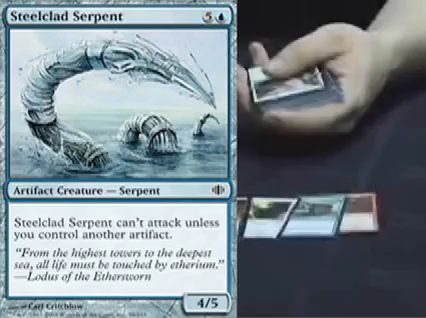 Steelclad Serpent 5
Artifact Creature — Serpent
Steelclad Serpent can't attack unless
you control another artifact.
"From the highest towers to the deepest
sea, all life must be touched by etherium."
—Lodus of the Ethersworn
Carl Critchlow
4/5